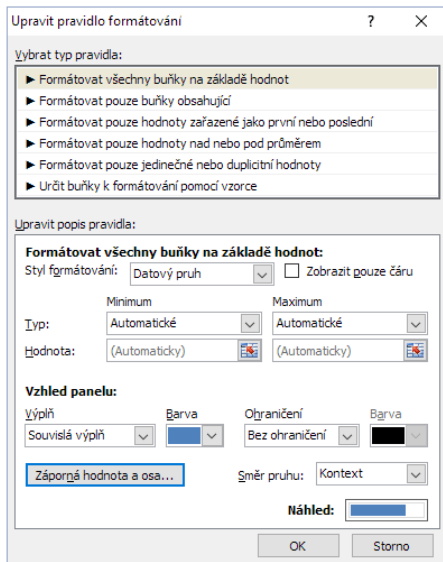 Upravit pravidlo formátování ? ×
Vybrat typ pravidla:
► Formátovat všechny buňky na základě hodnot
► Formátovat pouze buňky obsahující
► Formátovat pouze hodnoty zařazené jako první nebo poslední
► Formátovat pouze hodnoty nad nebo pod průměrem
► Formátovat pouze jedinečné nebo duplicitní hodnoty
► Určit buňky k formátování pomocí vzorce
Upravit popis pravidla:
Formátovat všechny buňky na základě hodnot:
Styl formátování: Datový pruh Zobrazit pouze čáru
Minimum Maximum
Typ: Automatické Automatické
Hodnota: (Automaticky) (Automaticky)
Vzhled panelu:
Výplň Barva Ohraničení Barva
Souvislá výplň Bez ohraničení
Záporná hodnota a osa... Směr pruhu: Kontext
Náhled:
OK Storno